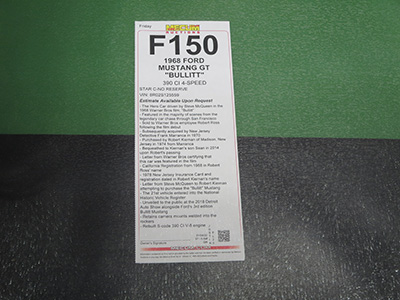 Friday
MECUM
AUCTIONS
F150
1968 FORD
MUSTANG GT
"BULLITT"
390 CI 4-SPEED
STAR C/NO RESERVE
VIN: 8R02S125559
Estimate Available Upon Request
- The Hero Car driven by Steve McQueen in the
1968 Warner Bros film, "Bullitt"
- Featured in the majority of scenes from the
legendary car chase through San Francisco
- Sold to Warner Bros employee Robert Ross
following the film debut
- Subsequently acquired by New Jersey
Detective Frank Marranca in 1970
- Purchased by Robert Kiernan of Madison, New
Jersey in 1974 from Marranca
- Bequeathed to Kiernan's son Sean in 2014
upon Robert's passing
- Letter from Warner Bros certifying that
this car was featured in the film
- California Registration from 1968 in Robert
Ross' name
- 1978 New Jersey Insurance Card and
registration listed in Robert Kiernan's name
- Letter from Steve McQueen to Robert Kiernan
attempting to purchase the "Bullitt" Mustang
- The 21st vehicle entered into the National
Historic Vehicle Register
- Unveiled to the public at the 2018 Detroit
Auto Show alongside Ford's 3rd edition
Bullitt Mustang
- Retains camera mounts welded into the
rockers
- Rebuilt S-code 390 CI V-8 engine